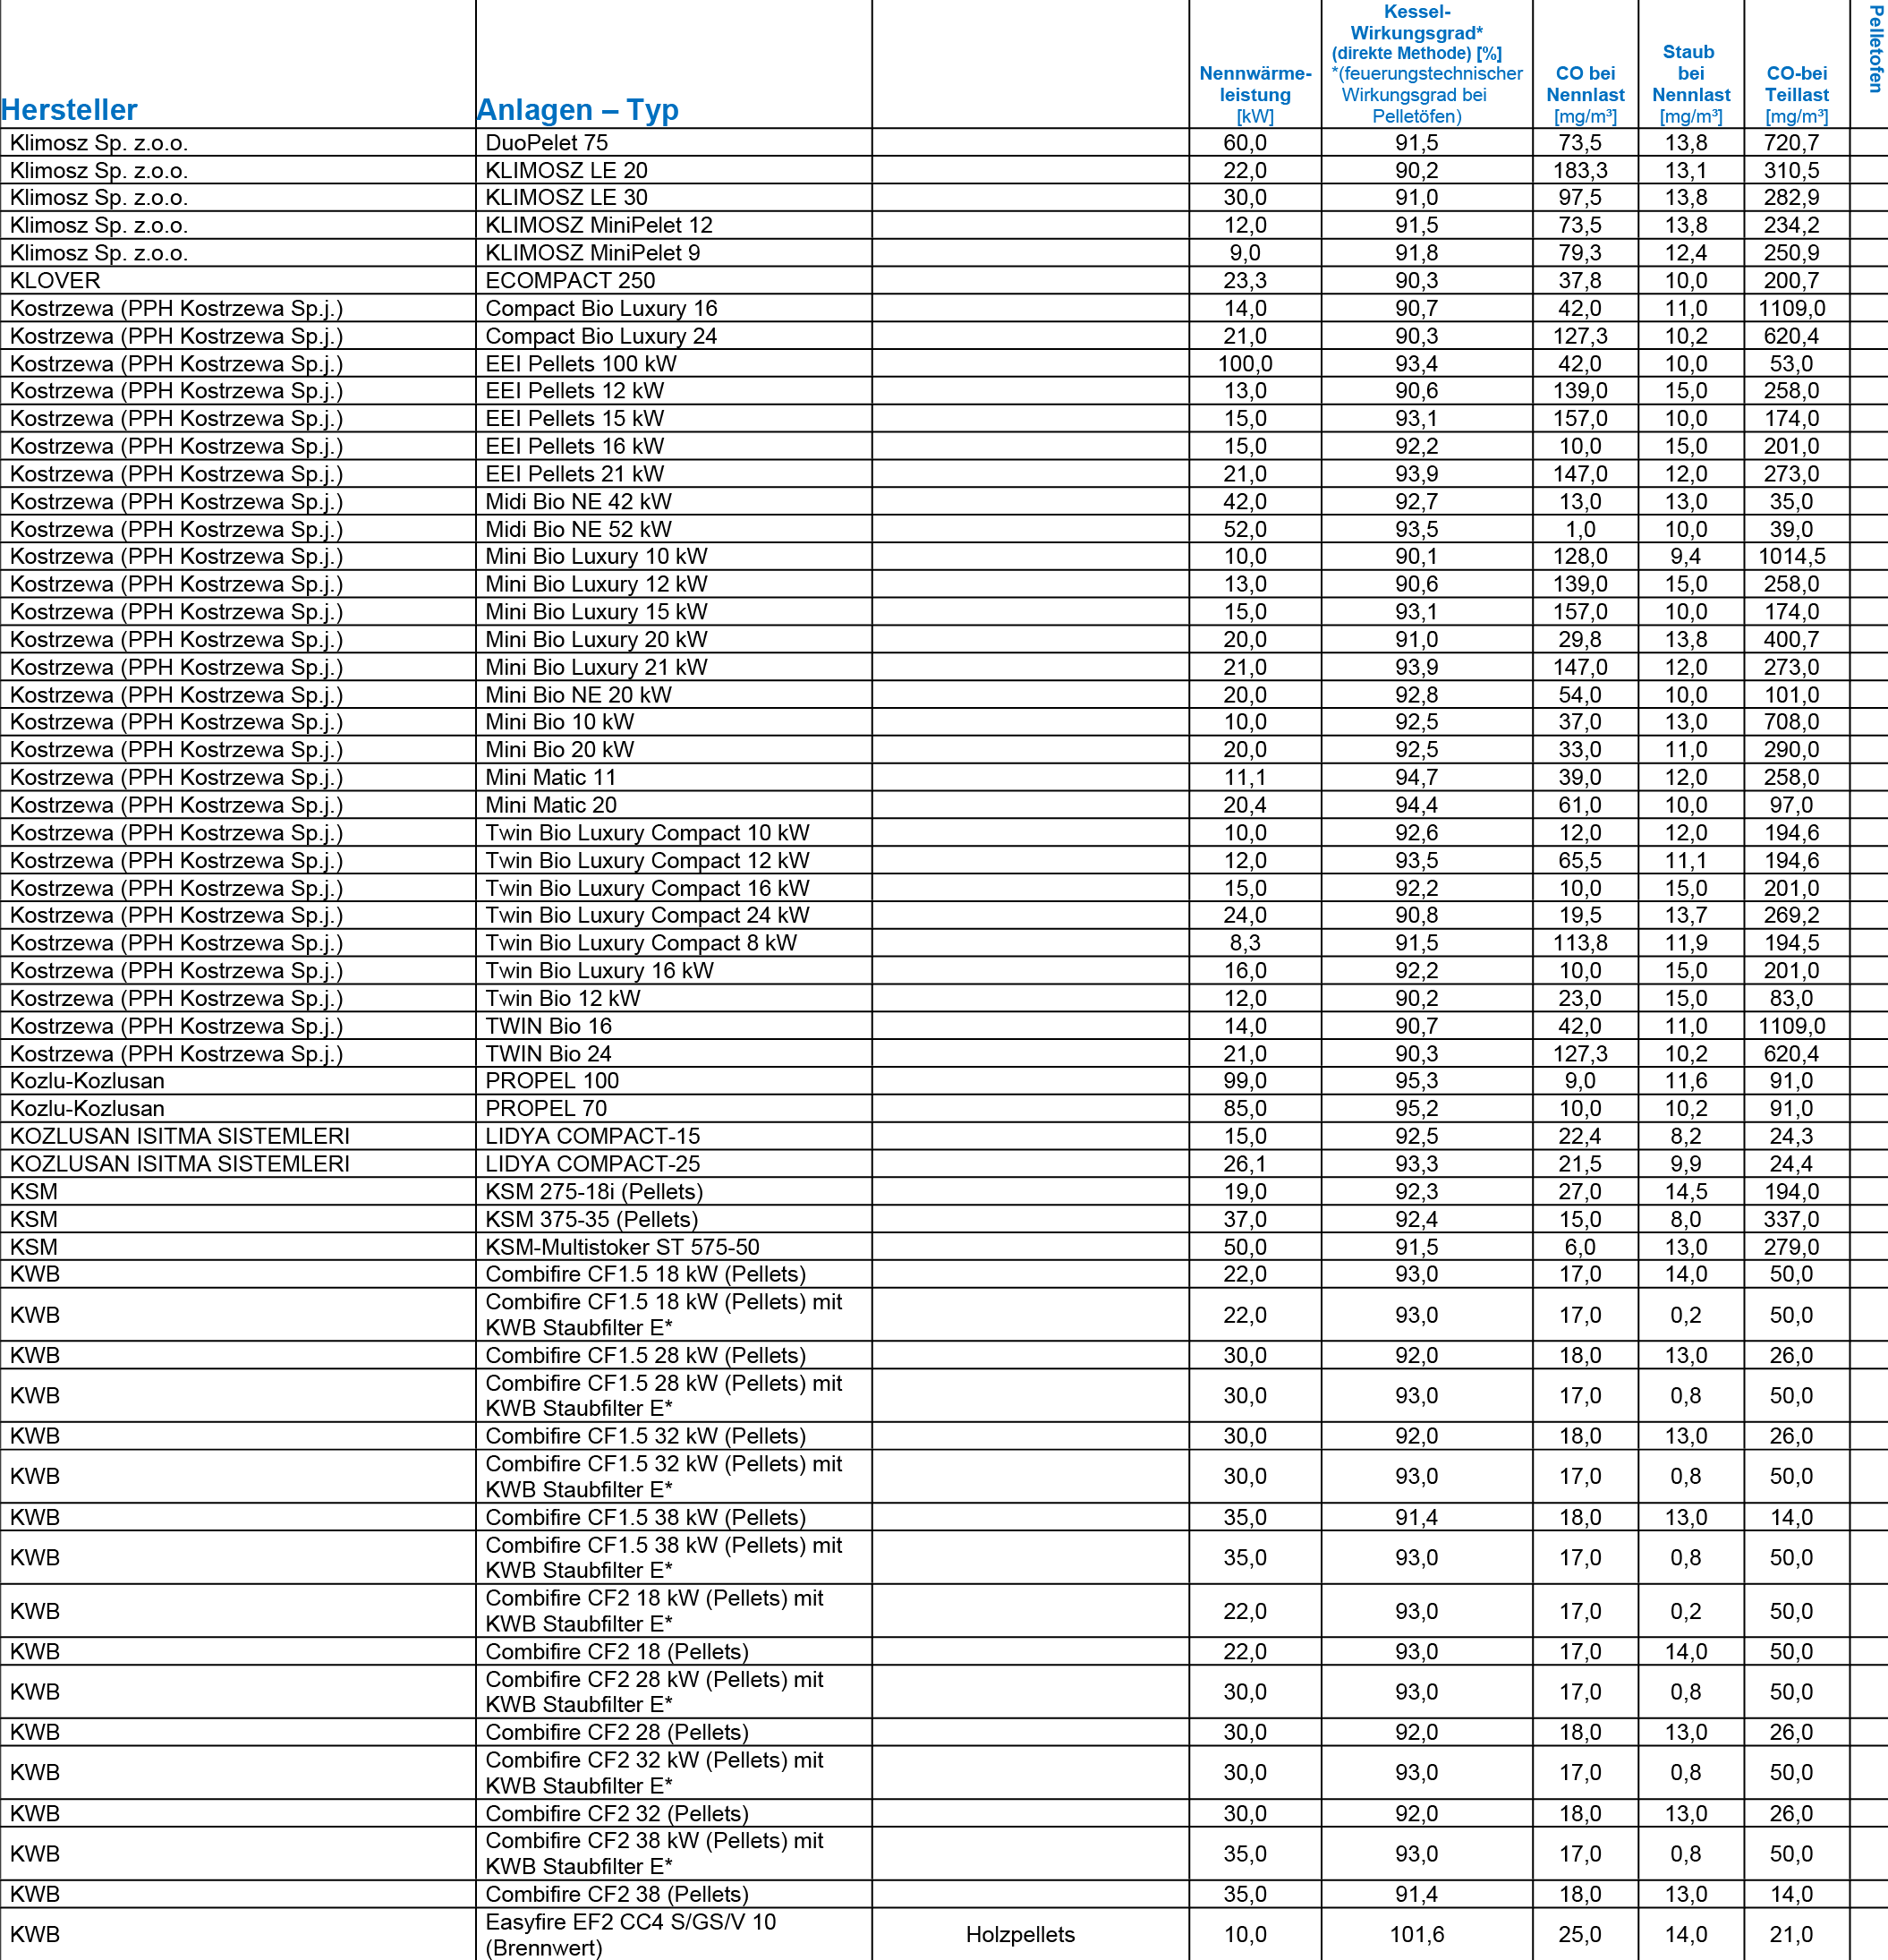 Hersteller Anlagen – Typ Nennwärme-leistung [kW] Kessel-Wirkungsgrad* (direkte Methode) [%] *(feuerungstechnischer Wirkungsgrad bei Pelletöfen) CO bei Nennlast [mg/m³] Staub bei Nennlast [mg/m³] CO-bei Teillast [mg/m³] Pelletofen
Klimosz Sp. z.o.o. DuoPelet 75 60,0 91,5 73,5 13,8 720,7
Klimosz Sp. z.o.o. KLIMOSZ LE 20 22,0 90,2 183,3 13,1 310,5
Klimosz Sp. z.o.o. KLIMOSZ LE 30 30,0 91,0 97,5 13,8 282,9
Klimosz Sp. z.o.o. KLIMOSZ MiniPelet 12 12,0 91,5 73,5 13,8 234,2
Klimosz Sp. z.o.o. KLIMOSZ MiniPelet 9 9,0 91,8 79,3 12,4 250,9
KLOVER ECOMPACT 250 23,3 90,3 37,8 10,0 200,7
Kostrzewa (PPH Kostrzewa Sp.j.) Compact Bio Luxury 16 14,0 90,7 42,0 11,0 1109,0
Kostrzewa (PPH Kostrzewa Sp.j.) Compact Bio Luxury 24 21,0 90,3 127,3 10,2 620,4
Kostrzewa (PPH Kostrzewa Sp.j.) EEI Pellets 100 kW 100,0 93,4 42,0 10,0 53,0
Kostrzewa (PPH Kostrzewa Sp.j.) EEI Pellets 12 kW 13,0 90,6 139,0 15,0 258,0
Kostrzewa (PPH Kostrzewa Sp.j.) EEI Pellets 15 kW 15,0 93,1 157,0 10,0 174,0
Kostrzewa (PPH Kostrzewa Sp.j.) EEI Pellets 16 kW 15,0 92,2 10,0 15,0 201,0
Kostrzewa (PPH Kostrzewa Sp.j.) EEI Pellets 21 kW 21,0 93,9 147,0 12,0 273,0
Kostrzewa (PPH Kostrzewa Sp.j.) Midi Bio NE 42 kW 42,0 92,7 13,0 13,0 35,0
Kostrzewa (PPH Kostrzewa Sp.j.) Midi Bio NE 52 kW 52,0 93,5 1,0 10,0 39,0
Kostrzewa (PPH Kostrzewa Sp.j.) Mini Bio Luxury 10 kW 10,0 90,1 128,0 9,4 1014,5
Kostrzewa (PPH Kostrzewa Sp.j.) Mini Bio Luxury 12 kW 13,0 90,6 139,0 15,0 258,0
Kostrzewa (PPH Kostrzewa Sp.j.) Mini Bio Luxury 15 kW 15,0 93,1 157,0 10,0 174,0
Kostrzewa (PPH Kostrzewa Sp.j.) Mini Bio Luxury 20 kW 20,0 91,0 29,8 13,8 400,7
Kostrzewa (PPH Kostrzewa Sp.j.) Mini Bio Luxury 21 kW 21,0 93,9 147,0 12,0 273,0
Kostrzewa (PPH Kostrzewa Sp.j.) Mini Bio NE 20 kW 20,0 92,8 54,0 10,0 101,0
Kostrzewa (PPH Kostrzewa Sp.j.) Mini Bio 10 kW 10,0 92,5 37,0 13,0 708,0
Kostrzewa (PPH Kostrzewa Sp.j.) Mini Bio 20 kW 20,0 92,5 33,0 11,0 290,0
Kostrzewa (PPH Kostrzewa Sp.j.) Mini Matic 11 11,1 94,7 39,0 12,0 258,0
Kostrzewa (PPH Kostrzewa Sp.j.) Mini Matic 20 20,4 94,4 61,0 10,0 97,0
Kostrzewa (PPH Kostrzewa Sp.j.) Twin Bio Luxury Compact 10 kW 10,0 92,6 12,0 12,0 194,6
Kostrzewa (PPH Kostrzewa Sp.j.) Twin Bio Luxury Compact 12 kW 12,0 93,5 65,5 11,1 194,6
Kostrzewa (PPH Kostrzewa Sp.j.) Twin Bio Luxury Compact 16 kW 15,0 92,2 10,0 15,0 201,0
Kostrzewa (PPH Kostrzewa Sp.j.) Twin Bio Luxury Compact 24 kW 24,0 90,8 19,5 13,7 269,2
Kostrzewa (PPH Kostrzewa Sp.j.) Twin Bio Luxury Compact 8 kW 8,3 91,5 113,8 11,9 194,5
Kostrzewa (PPH Kostrzewa Sp.j.) Twin Bio Luxury 16 kW 16,0 92,2 10,0 15,0 201,0
Kostrzewa (PPH Kostrzewa Sp.j.) Twin Bio 12 kW 12,0 90,2 23,0 15,0 83,0
Kostrzewa (PPH Kostrzewa Sp.j.) TWIN Bio 16 14,0 90,7 42,0 11,0 1109,0
Kostrzewa (PPH Kostrzewa Sp.j.) TWIN Bio 24 21,0 90,3 127,3 10,2 620,4
Kozlu-Kozlusan PROPEL 100 99,0 95,3 9,0 11,6 91,0
Kozlu-Kozlusan PROPEL 70 85,0 95,2 10,0 10,2 91,0
KOZLUSAN ISITMA SISTEMLERI LIDYA COMPACT-15 15,0 92,5 22,4 8,2 24,3
KOZLUSAN ISITMA SISTEMLERI LIDYA COMPACT-25 26,1 93,3 21,5 9,9 24,4
KSM KSM 275-18i (Pellets) 19,0 92,3 27,0 14,5 194,0
KSM KSM 375-35 (Pellets) 37,0 92,4 15,0 8,0 337,0
KSM KSM-Multistoker ST 575-50 50,0 91,5 6,0 13,0 279,0
KWB Combifire CF1.5 18 kW (Pellets) 22,0 93,0 17,0 14,0 50,0
KWB Combifire CF1.5 18 kW (Pellets) mit
KWB Staubfilter E* 22,0 93,0 17,0 0,2 50,0
KWB Combifire CF1.5 28 kW (Pellets) 30,0 92,0 18,0 13,0 26,0
KWB Combifire CF1.5 28 kW (Pellets) mit
KWB Staubfilter E* 30,0 93,0 17,0 0,8 50,0
KWB Combifire CF1.5 32 kW (Pellets) 30,0 92,0 18,0 13,0 26,0
KWB Combifire CF1.5 32 kW (Pellets) mit
KWB Staubfilter E* 30,0 93,0 17,0 0,8 50,0
KWB Combifire CF1.5 38 kW (Pellets) 35,0 91,4 18,0 13,0 14,0
KWB Combifire CF1.5 38 kW (Pellets) mit
KWB Staubfilter E* 35,0 93,0 17,0 0,8 50,0
KWB Combifire CF2 18 kW (Pellets) mit
KWB Staubfilter E* 22,0 93,0 17,0 0,2 50,0
KWB Combifire CF2 18 (Pellets) 22,0 93,0 17,0 14,0 50,0
KWB Combifire CF2 28 kW (Pellets) mit
KWB Staubfilter E* 30,0 93,0 17,0 0,8 50,0
KWB Combifire CF2 28 (Pellets) 30,0 92,0 18,0 13,0 26,0
KWB Combifire CF2 32 kW (Pellets) mit
KWB Staubfilter E* 30,0 93,0 17,0 0,8 50,0
KWB Combifire CF2 32 (Pellets) 30,0 92,0 18,0 13,0 26,0
KWB Combifire CF2 38 kW (Pellets) mit
KWB Staubfilter E* 35,0 93,0 17,0 0,8 50,0
KWB Combifire CF2 38 (Pellets) 35,0 91,4 18,0 13,0 14,0
KWB Easyfire EF2 CC4 S/GS/V 10
(Brennwert) Holzpellets 10,0 101,6 25,0 14,0 21,0